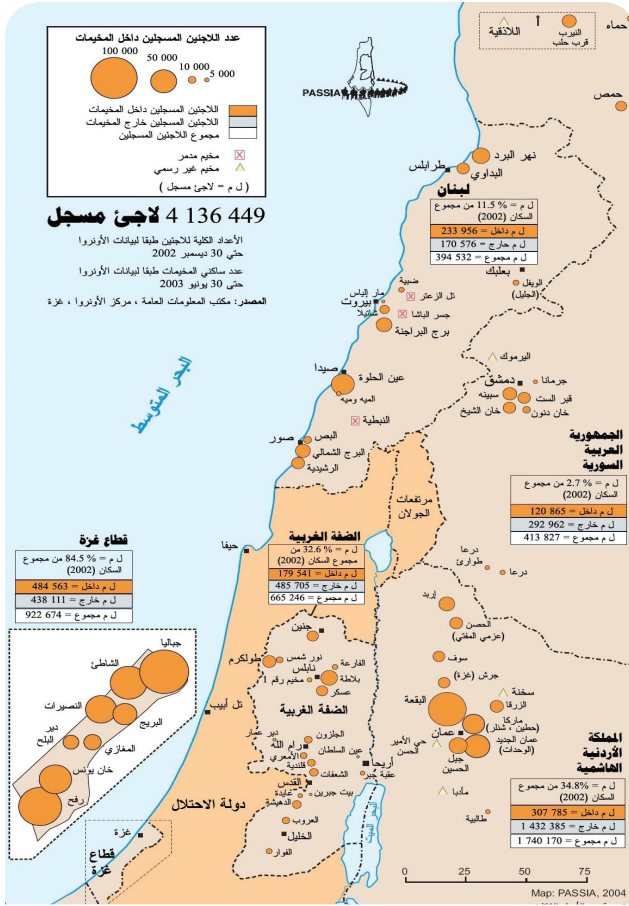 عدد اللاجئين المسجلين داخل المخيمات
100 000
50 000
10 000
5 000
اللاجئين المسجلين داخل المخيمات
اللاجئين المسجلين خارج المخيمات
مجموع اللاجئين المسجلين
مخيم مدمر
مخيم غير رسمي
( ل م = لاجئ مسجل )
4 136 449 لاجئ مسجل
الأعداد الكلية للاجئين طبقا لبيانات الأونروا
حتي 30 ديسمبر 2002
عدد ساكني المخيمات طبقا لبيانات الأونروا
حتى 30 يونيو 2003
المصدر: مكتب المعلومات العامة ، مركز الأونروا ، غزة
PASSIA
اللاذقية
النيرب
قرب حلب
حماه
حمص
نهر البرد
البداوي
طرابلس
لبنان
ل م = % 11.5 من مجموع
السكان (2002)
ل م داخل = 956 233
ل م خارج = 576 170
ل م مجموع = 532 394
بعلبك
الويفل
(الجليل)
ضبية
مار إلياس
تل الزعتر
بيروت
شاتيلا
جسر الباشا
برج البراجنة
صيدا
عين الحلوة
الميه وميه
النبطية
صور
البص
البرج الشمالي
الرشيدية
البحر المتوسط
اليرموك
دمشق
جرمانا
سبينه
قبر الست
خان الشيخ
خان دنون
الجمهورية
العربية
السورية
ل م = % 2.7 من مجموع
السكان (2002)
ل م داخل = 865 120
ل م خارج = 962 292
ل م مجموع = 827 413
مرتفعات
الجولان
درعا
طوارئ
درعا
حيفا
الضفة الغربية
ل م = % 32.6 من
مجموع السكان (2002)
ل م داخل = 541 179
ل م خارج = 705 485
ل م مجموع = 246 665
قطاع غزة
ل م = % 84.5 من مجموع
السكان (2002)
ل م داخل = 563 484
ل م خارج = 111 438
ل م مجموع = 674 922
جباليا
الشاطئ
النصيرات
البريج
دير
البلح
المغازي
خان يونس
رفح
تل أبيب
جنين
طولكرم
نور شمس
نابلس
الفارعة
مخيم رقم 1
بلاطة
عسكر
الضفة الغربية
دير عمار
الجلزون
رام الله
الأمعري
عين السلطان
أريحا
قلندية
عقبة جبر
الشعفاط
القدس
عايدة
بيت جبرين
الدهيشة
العروب
الخليل
الفوار
دولة الاحتلال
غزة
قطاع
غزة
البحر الميت
إربد
الحصن
(عزمي المفتي)
سوف
جرش (غزة)
سخنة
الزرقا
البقعة
ماركا
(حطين ، شنلر)
عمان
عمان الجديد
(الوحدات)
حي الأمير
الحسن
جبل
الحسين
مأدبا
طالبية
المملكة
الأردنية
الهاشمية
ل م = %34.8 من مجموع
السكان (2002)
ل م داخل = 785 307
ل م خارج = 385 432 1
ل م مجموع = 170 740 1
0 25 50 75
Map: PASSIA, 2004